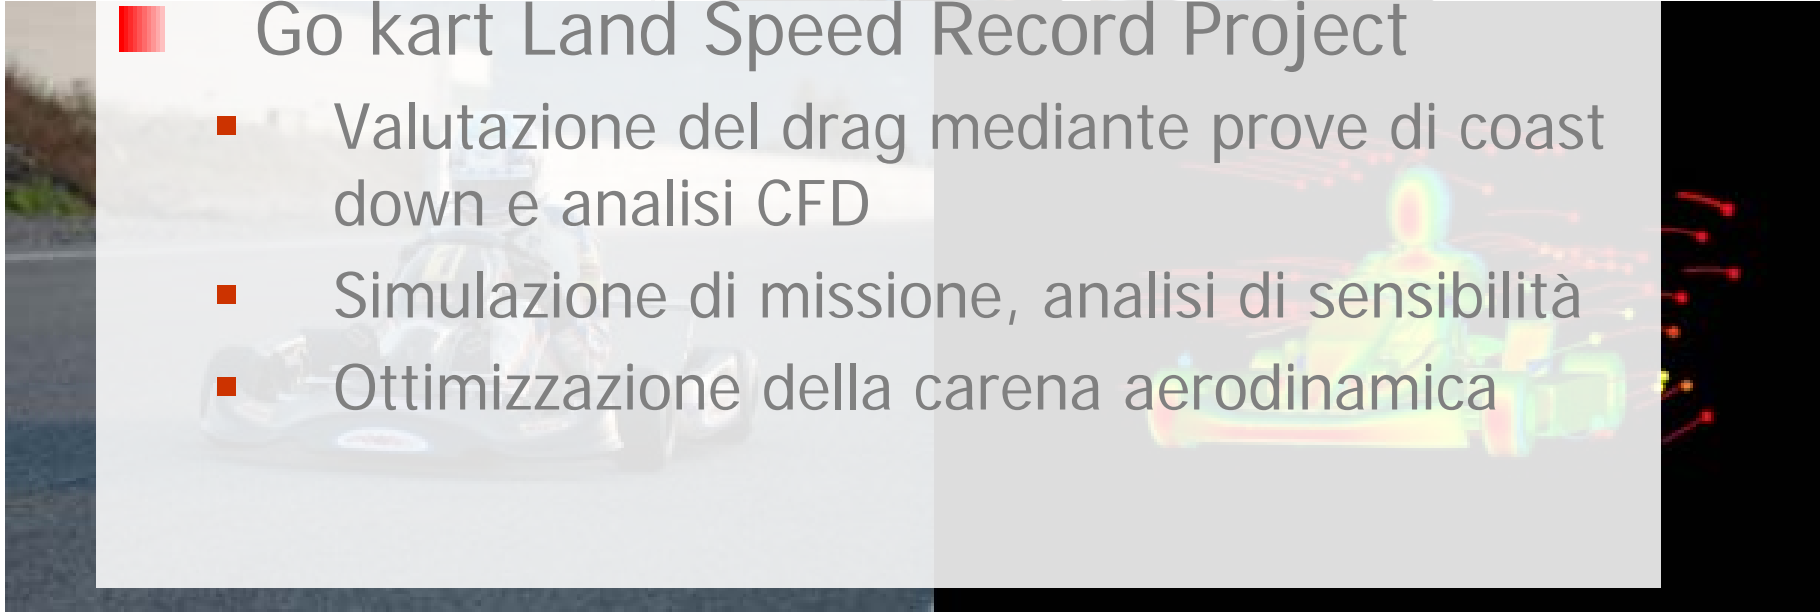 Go kart Land Speed Record Project
Valutazione del drag mediante prove di coast
down e analisi CFD
Simulazione di missione, analisi di sensibilità
Ottimizzazione della carena aerodinamica